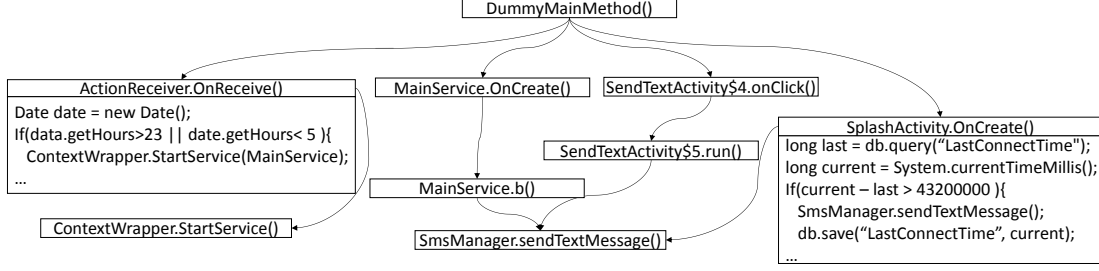 DummyMainMethod()
ActionReceiver.OnReceive()
Date date = new Date();
If(data.getHours>23 || date.getHours< 5 ){
ContextWrapper.StartService(MainService);
...
MainService.OnCreate()
SendTextActivity$4.onClick()
SplashActivity.OnCreate()
long last = db.query(“LastConnectTime");
long current = System.currentTimeMillis();
If(current – last > 43200000 ){
SmsManager.sendTextMessage();
db.save(“LastConnectTime”, current);
...
SendTextActivity$5.run()
MainService.b()
ContextWrapper.StartService()
SmsManager.sendTextMessage()